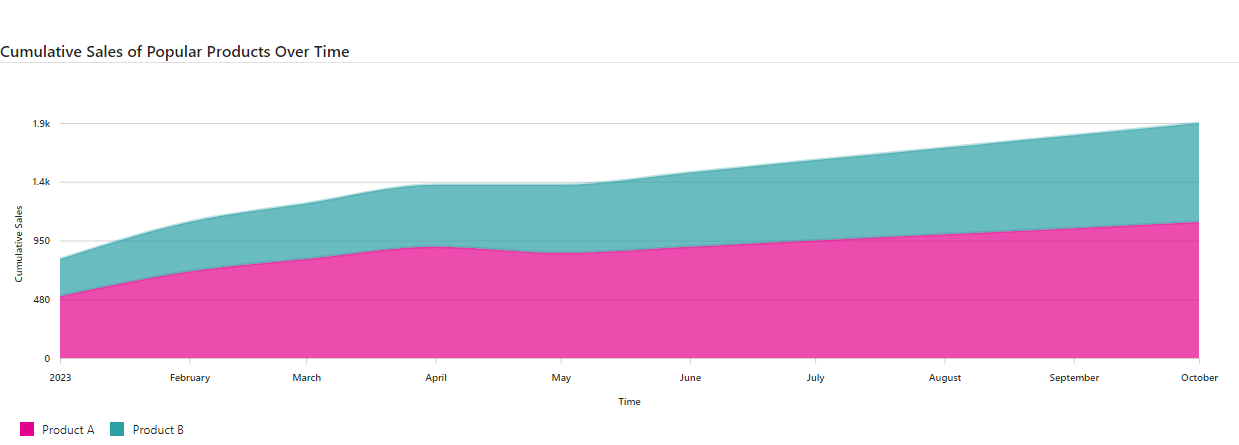 Cumulative Sales of Popular Products Over Time
1.9k
1.4k
950
480
0
Cumulative Sales
2023 February March April May June July August September October
Time
Product A Product B